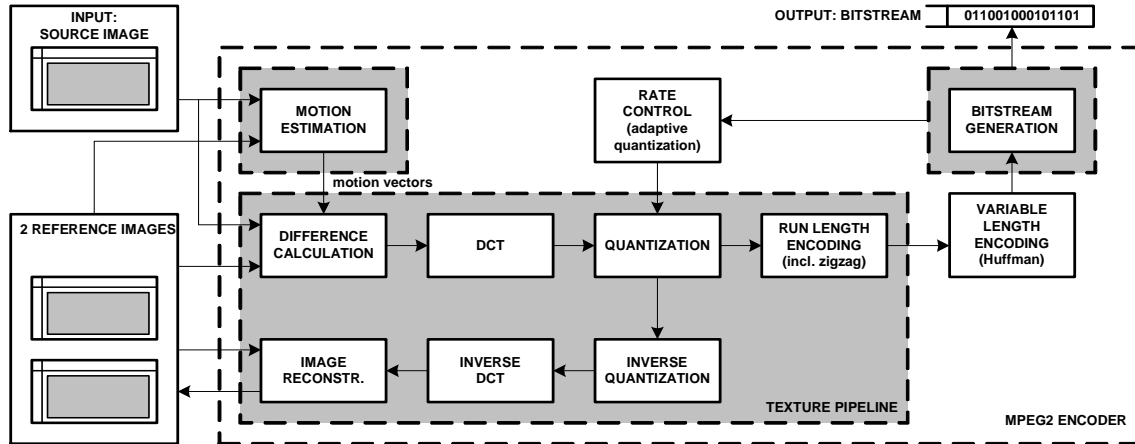 INPUT:
SOURCE IMAGE
OUTPUT: BITSTREAM
011001000101101
MOTION
ESTIMATION
RATE
CONTROL
(adaptive
quantization)
BITSTREAM
GENERATION
motion vectors
2 REFERENCE IMAGES
DIFFERENCE
CALCULATION
DCT
QUANTIZATION
RUN LENGTH
ENCODING
(incl. zigzag)
VARIABLE
LENGTH
ENCODING
(Huffman)
IMAGE
RECONSTR.
INVERSE
DCT
INVERSE
QUANTIZATION
TEXTURE PIPELINE
MPEG2 ENCODER